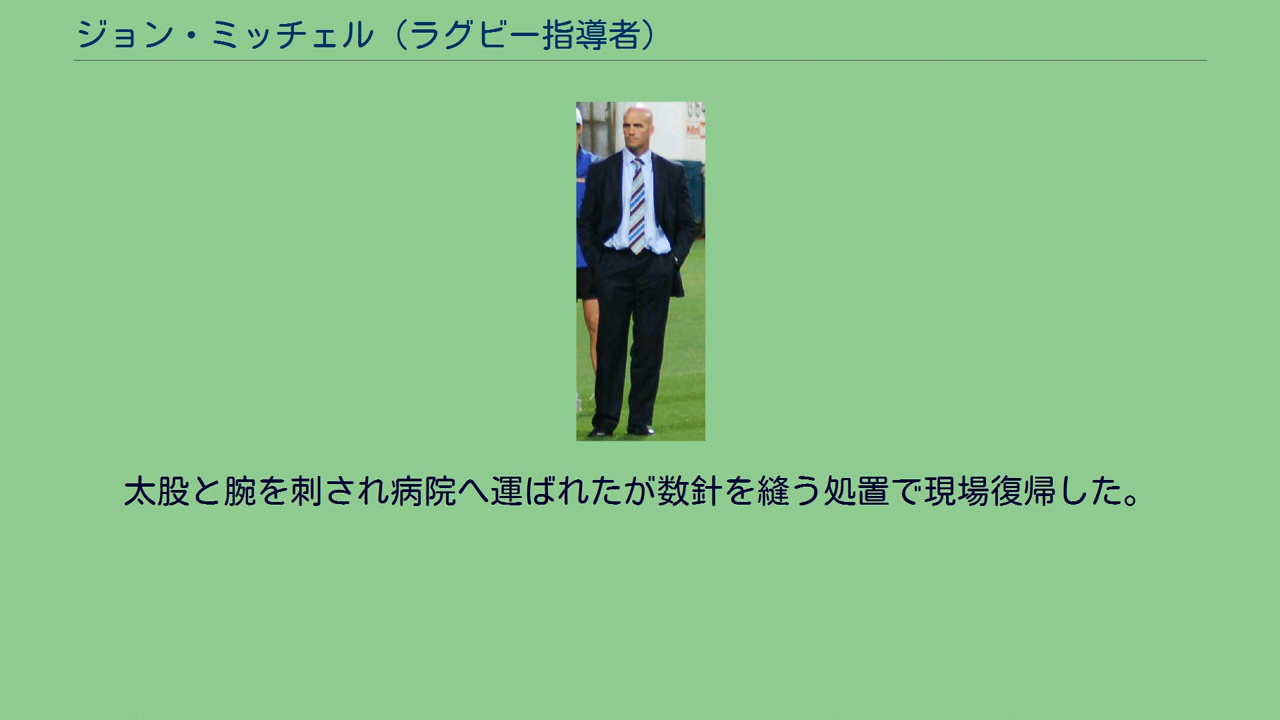 ジョン・ミッチェル（ラグビー指導者）
太股と腕を刺され病院へ運ばれたが数針を縫う処置で現場復帰した。